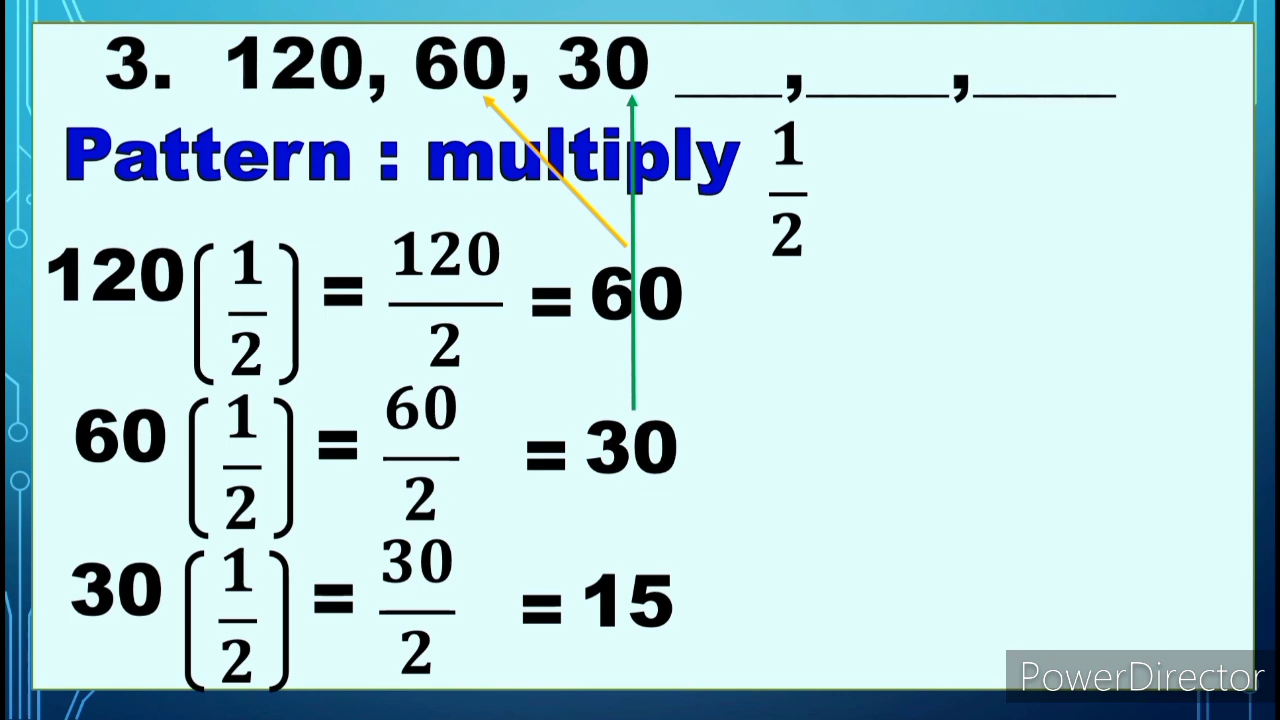 3. 120, 60, 30 ____,_____,_____
Pattern : multiply 1/2
120(1/2) = 120/2 = 60
60 (1/2) = 60/2 = 30
30 (1/2) = 30/2 = 15
PowerDirector